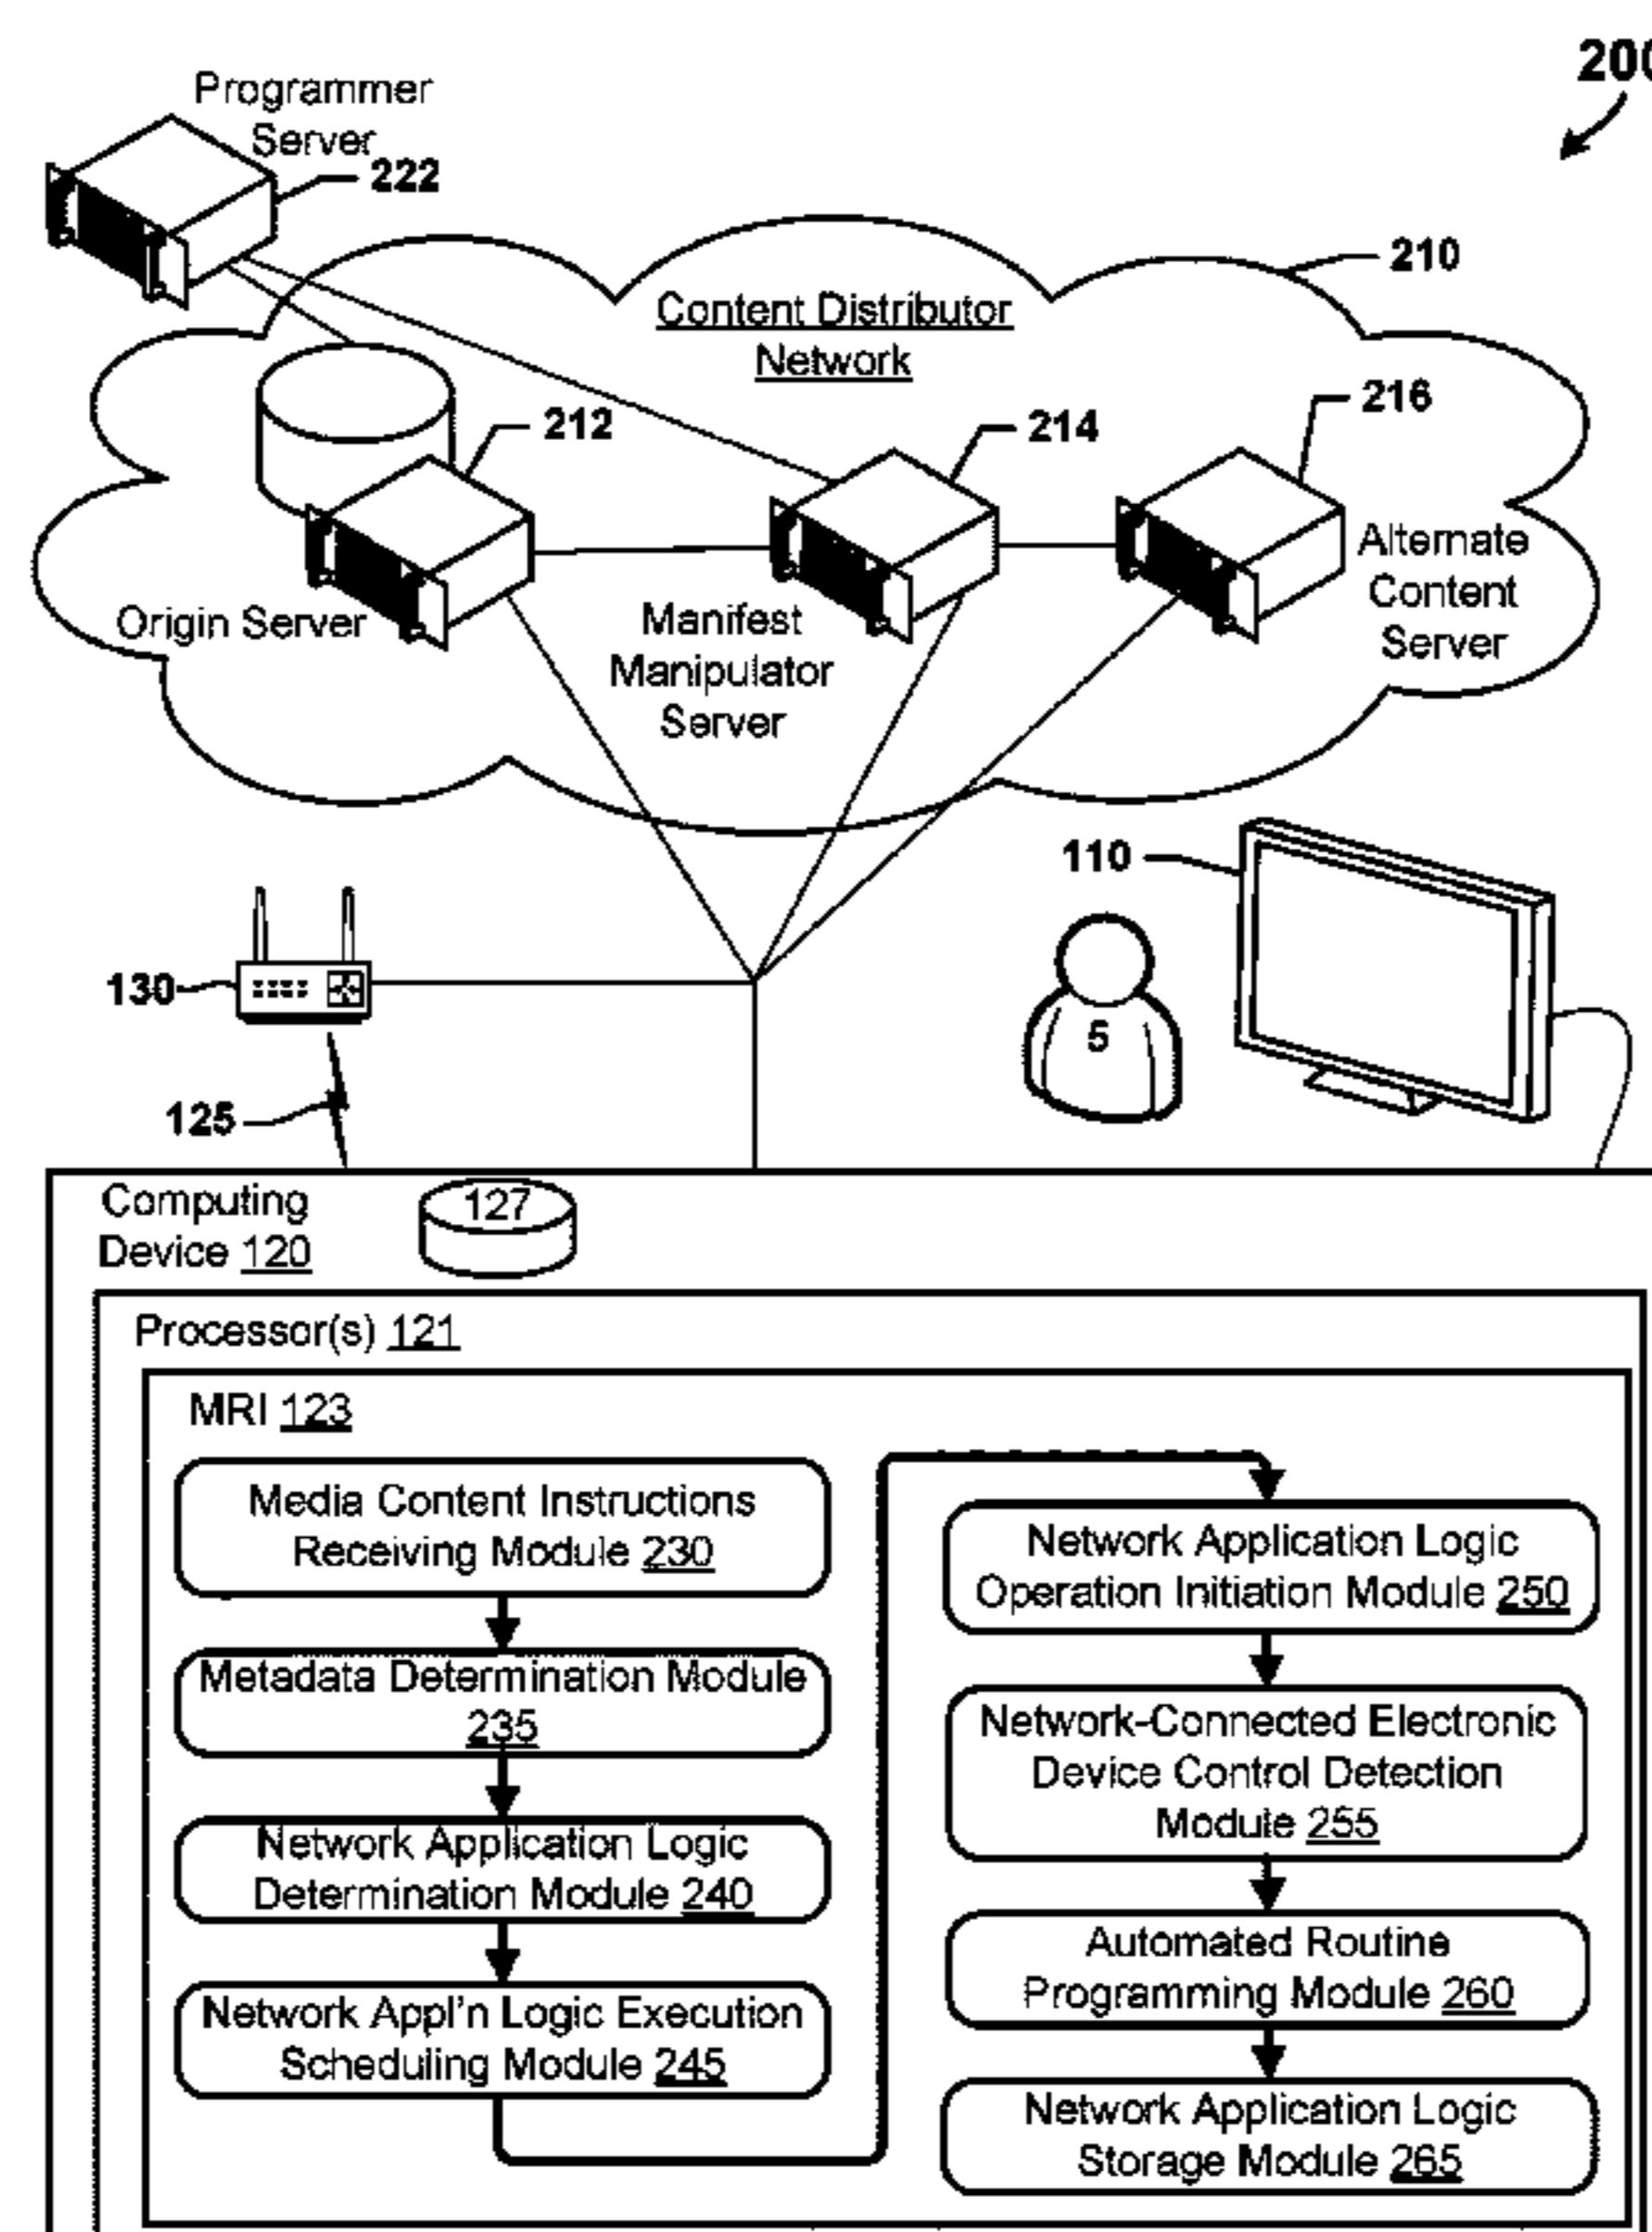 200
Programmer
Server
222
210
Content Distributor
Network
212
214
216
Origin Server
Manifest
Manipulator
Server
Alternate
Content
Server
110
130
5
125
Computing
Device 120
127
Processor(s) 121
MRI 123
Media Content Instructions
Receiving Module 230
Metadata Determination Module
235
Network Application Logic
Determination Module 240
Network Appl'n Logic Execution
Scheduling Module 245
Network Application Logic
Operation Initiation Module 250
Network-Connected Electronic
Device Control Detection
Module 255
Automated Routine
Programming Module 260
Network Application Logic
Storage Module 265